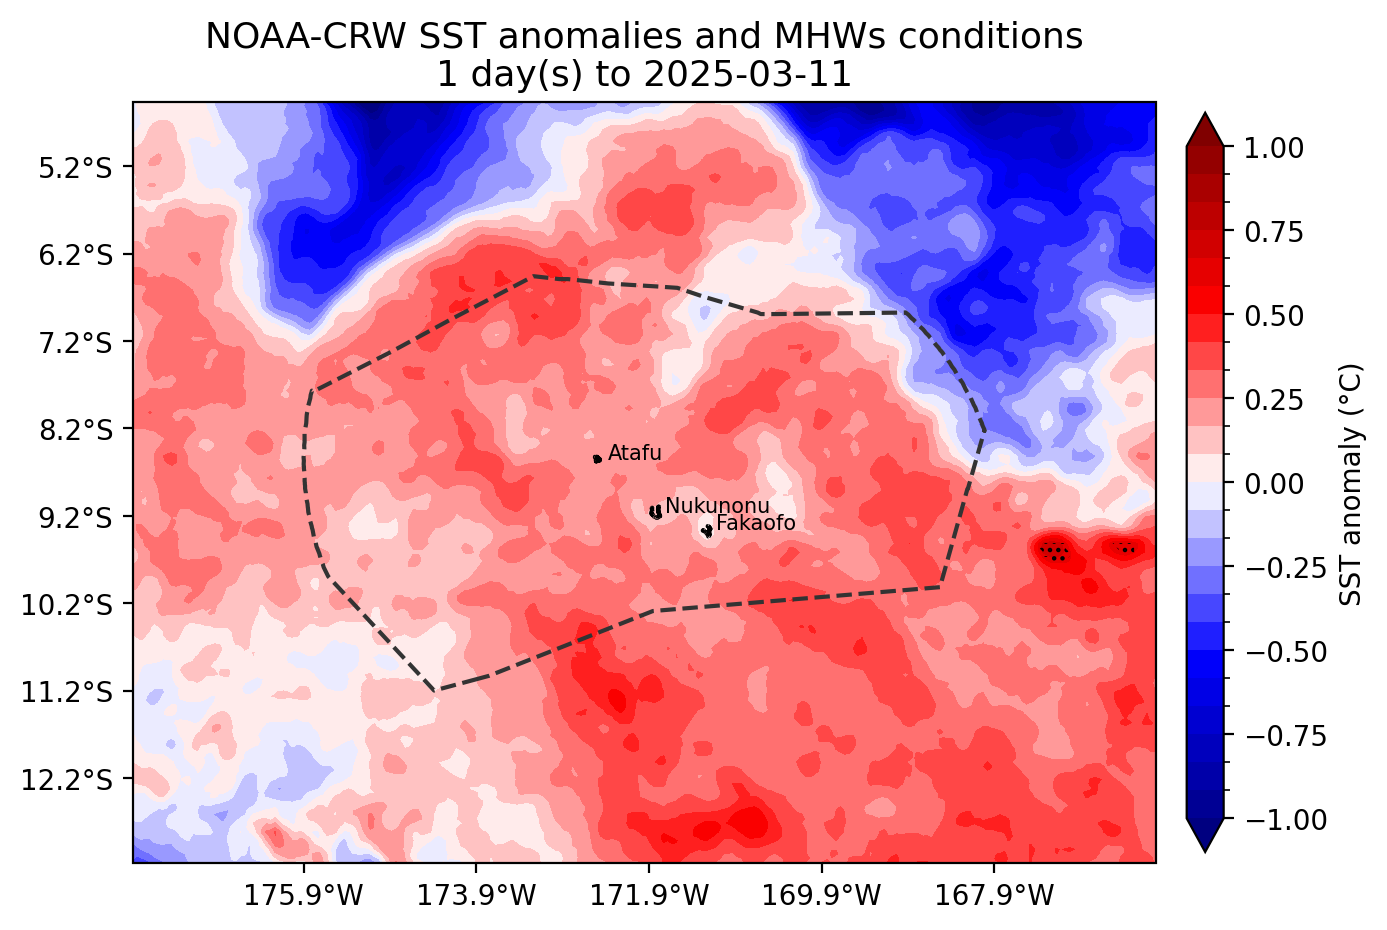 NOAA-CRW SST anomalies and MHWs conditions
1 day(s) to 2025-03-11
5.2°S
6.2°S
7.2°S
8.2°S
9.2°S
10.2°S
11.2°S
12.2°S
Atafu
Nukunonu
Fakaofo
175.9°W
173.9°W
171.9°W
169.9°W
167.9°W
1.00
0.75
0.50
0.25
0.00
−0.25
−0.50
−0.75
−1.00
SST anomaly (°C)